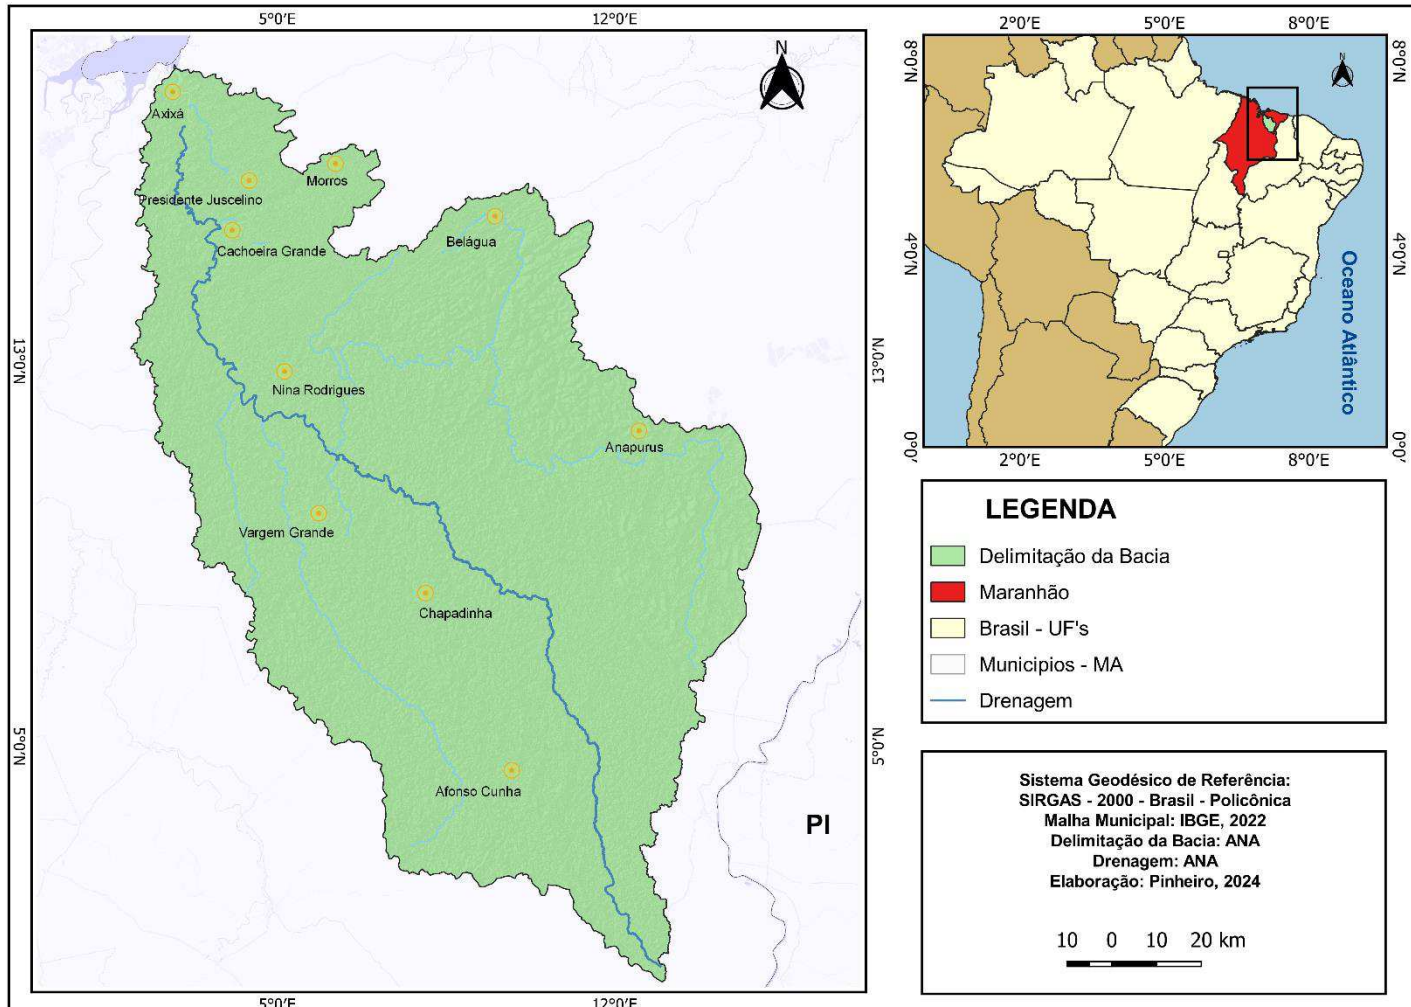 5°0'E
12°0'E
N
Axixá
Morros
Presidente Juscelino
Cachoeira Grande
Belágua
13°0'N
13°0'N
Nina Rodrigues
Anapurus
Vargem Grande
Chapadinha
5°0'N
5°0'N
Afonso Cunha
PI
5°0'E
12°0'E
2°0'E
5°0'E
8°0'E
8°0'N
8°0'N
N
4°0'N
4°0'N
Oceano Atlântico
0°0'N
0°0'N
2°0'E
5°0'E
8°0'E
LEGENDA
Delimitação da Bacia
Maranhão
Brasil - UF's
Municipios - MA
Drenagem
Sistema Geodésico de Referência:
SIRGAS - 2000 - Brasil - Policônica
Malha Municipal: IBGE, 2022
Delimitação da Bacia: ANA
Drenagem: ANA
Elaboração: Pinheiro, 2024
10 0 10 20 km